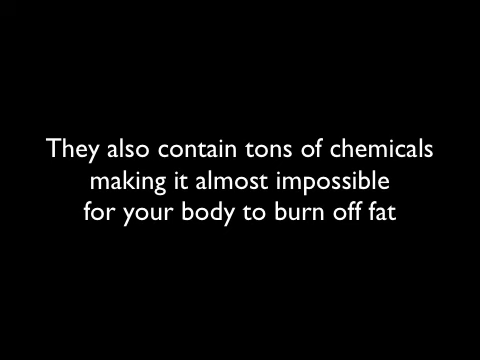 They also contain tons of chemicals
making it almost impossible
for your body to burn off fat